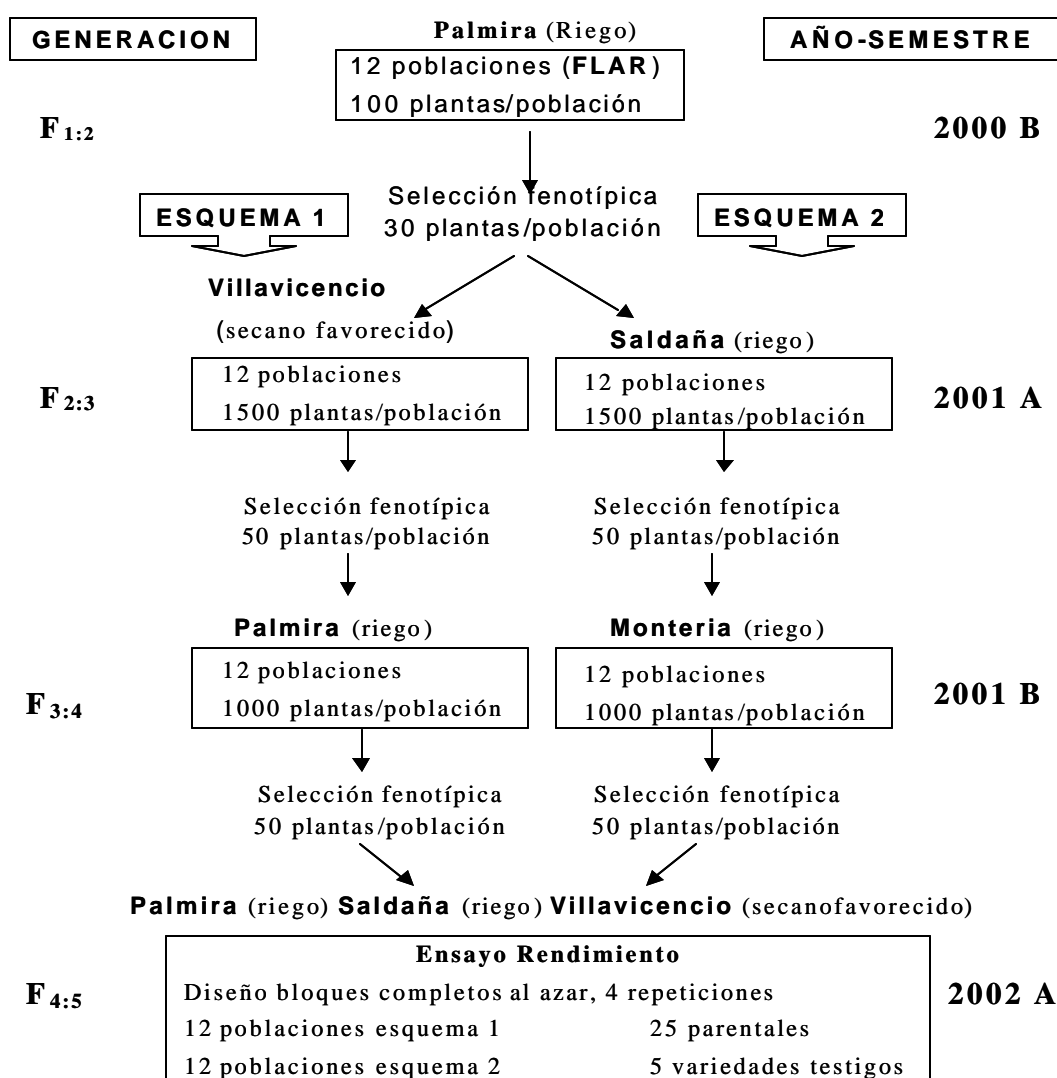 GENERACION
Palmira (Riego)
AÑO-SEMESTRE
12 poblaciones (FLAR)
100 plantas/población
F1:2
2000 B
Selección fenotípica
30 plantas/población
ESQUEMA 1
ESQUEMA 2
Villavicencio
(secano favorecido)
Saldaña (riego)
F2:3
12 poblaciones
1500 plantas/población
12 poblaciones
1500 plantas/población
2001 A
Selección fenotípica
50 plantas/población
Selección fenotípica
50 plantas/población
Palmira (riego)
Monteria (riego)
F3:4
12 poblaciones
1000 plantas/población
12 poblaciones
1000 plantas/población
2001 B
Selección fenotípica
50 plantas/población
Selección fenotípica
50 plantas/población
Palmira (riego) Saldaña (riego) Villavicencio (secanofavorecido)
Ensayo Rendimiento
F4:5
Diseño bloques completos al azar, 4 repeticiones
2002 A
12 poblaciones esquema 1 25 parentales
12 poblaciones esquema 2 5 variedades testigos